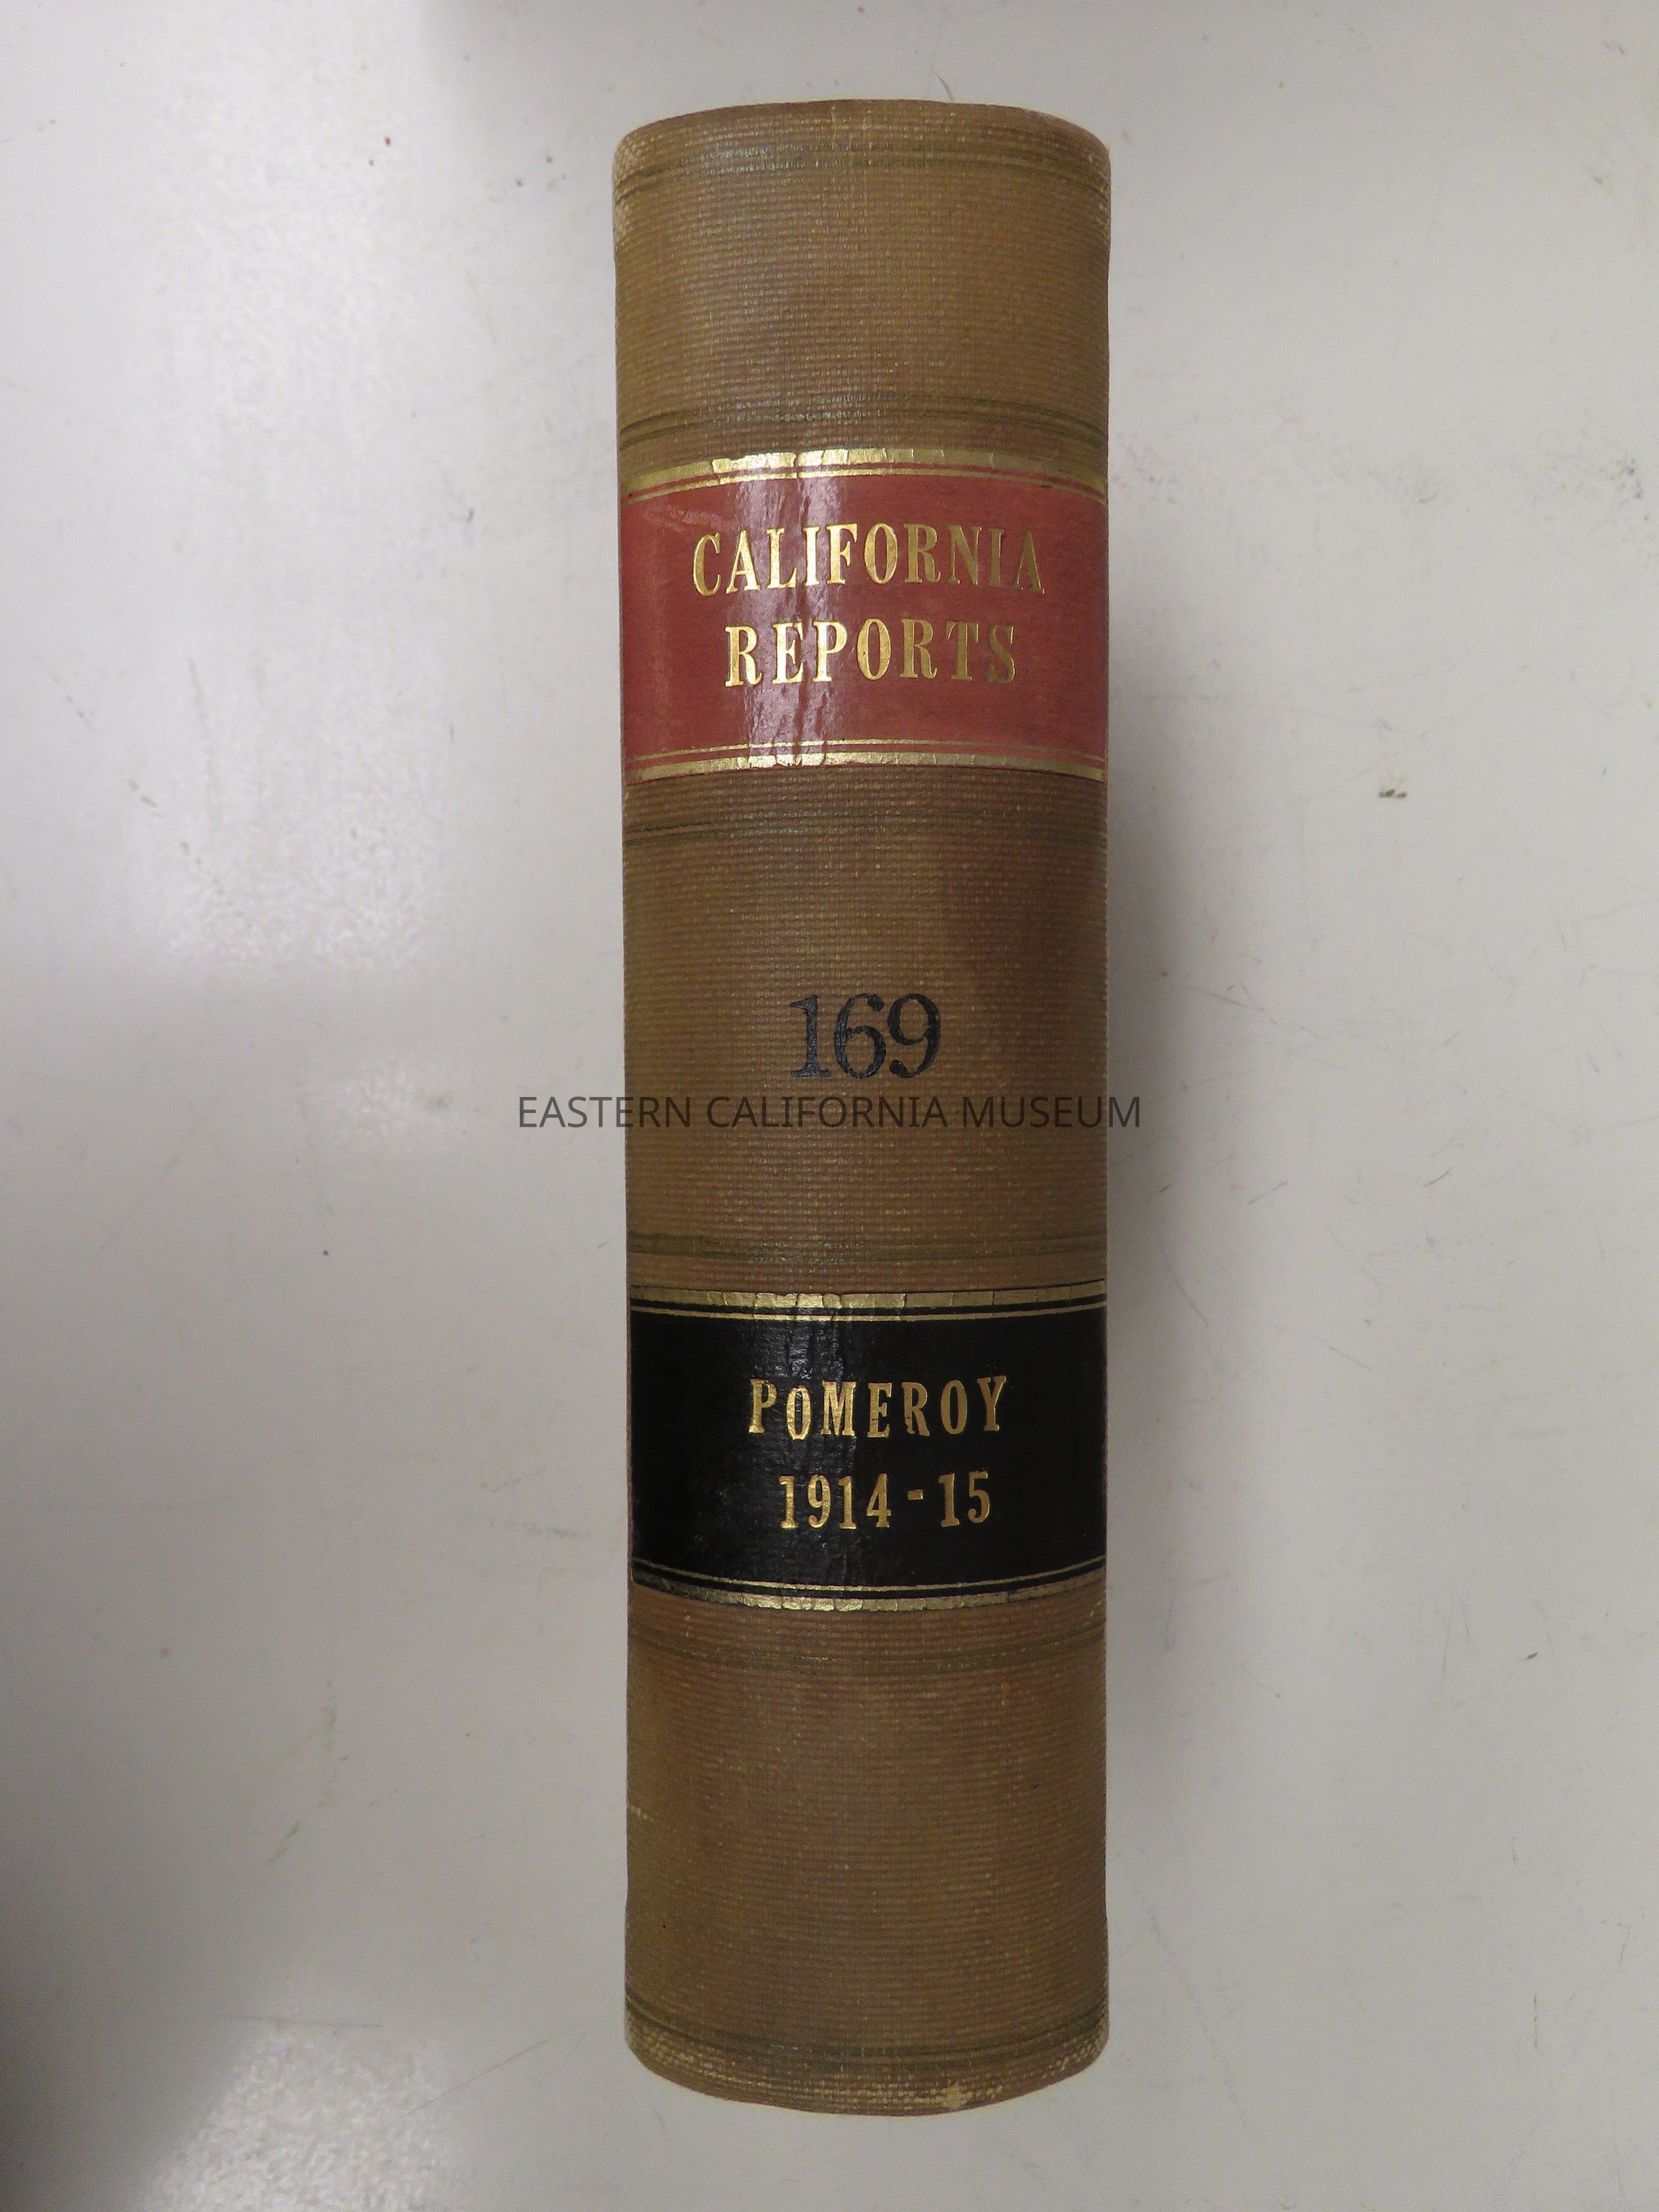 CALIFORNIA
REPORTS
169
EASTERN CALIFORNIA MUSEUM
POMEROY
1914-15